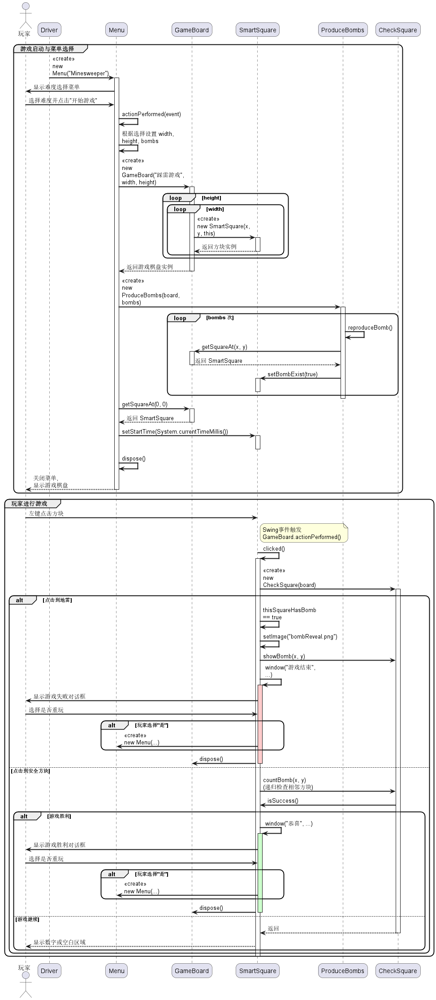 玩家
Driver
Menu
GameBoard
SmartSquare
ProduceBombs
CheckSquare
游戏启动与菜单选择
«create»
new
Menu("Minesweeper")
显示难度选择菜单
选择难度并点击"开始游戏"
actionPerformed(event)
根据选择设置 width,
height, bombs
«create»
new
GameBoard("踩雷游戏",
width, height)
loop
[height]
loop
[width]
«create»
new SmartSquare(x,
y, this)
返回方块实例
返回游戏棋盘实例
«create»
new
ProduceBombs(board,
bombs)
loop
[bombs 次]
reproduceBomb()
getSquareAt(x, y)
返回 SmartSquare
setBombExist(true)
getSquareAt(0, 0)
返回 SmartSquare
setStartTime(System.currentTimeMillis())
dispose()
关闭菜单,
显示游戏棋盘
玩家进行游戏
左键点击方块
Swing事件触发
GameBoard.actionPerformed()
clicked()
«create»
new
CheckSquare(board)
alt
[点击到地雷]
thisSquareHasBomb
== true
setImage("bombReveal.png")
showBomb(x, y)
window("游戏结束",
...)
显示游戏失败对话框
选择是否重玩
alt
[玩家选择"是"]
«create»
new Menu(...)
dispose()
[点击到安全方块]
countBomb(x, y)
(递归检查相邻方块)
isSuccess()
alt
[游戏胜利]
window("恭喜", ...)
显示游戏胜利对话框
选择是否重玩
alt
[玩家选择"是"]
«create»
new Menu(...)
dispose()
[游戏继续]
返回
显示数字或空白区域
玩家
Driver
Menu
GameBoard
SmartSquare
ProduceBombs
CheckSquare